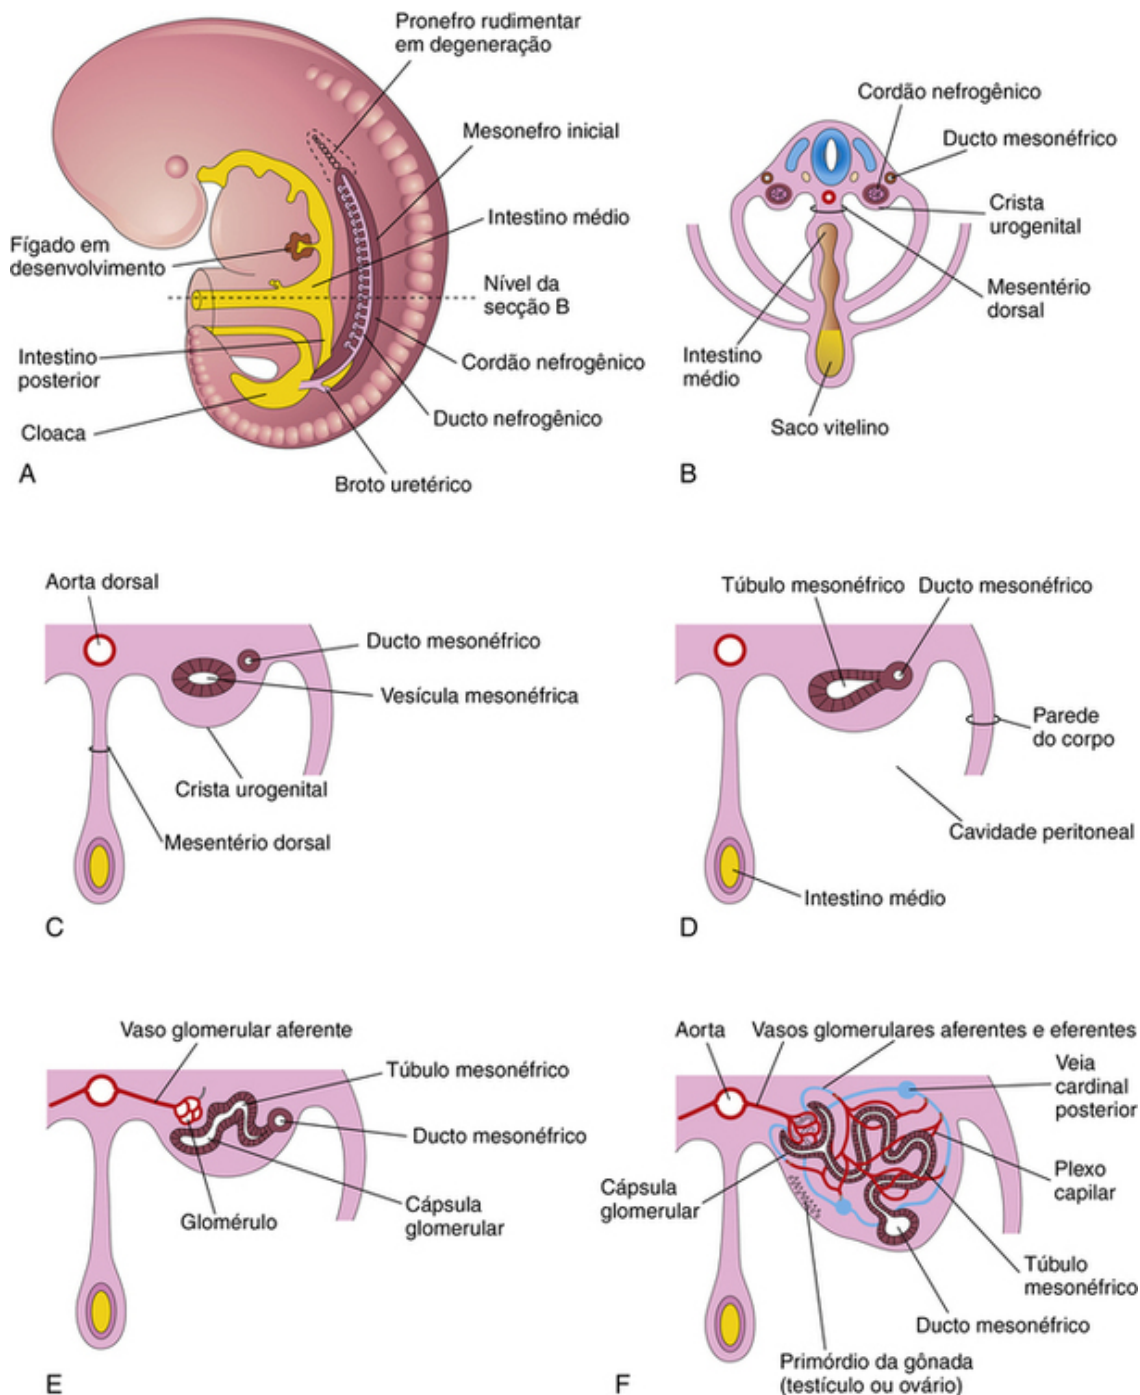 Pronefro rudimentar
em degeneração
Mesonefro inicial
Intestino médio
Fígado em
desenvolvimento
Nível da
secção B
Intestino
posterior
Cordão nefrogênico
Ducto nefrogênico
Cloaca
Broto uretérico
A
Cordão nefrogênico
Ducto mesonéfrico
Crista
urogenital
Mesentério
dorsal
Intestino
médio
Saco vitelino
B
Aorta dorsal
Ducto mesonéfrico
Vesícula mesonéfrica
Crista urogenital
Mesentério dorsal
C
Túbulo mesonéfrico
Ducto mesonéfrico
Parede
do corpo
Cavidade peritoneal
Intestino médio
D
Vaso glomerular aferente
Túbulo mesonéfrico
Ducto mesonéfrico
Cápsula
glomerular
Glomérulo
E
Aorta
Vasos glomerulares aferentes e eferentes
Veia
cardinal
posterior
Plexo
capilar
Cápsula
glomerular
Túbulo
mesonéfrico
Ducto mesonéfrico
Primórdio da gônada
(testículo ou ovário)
F